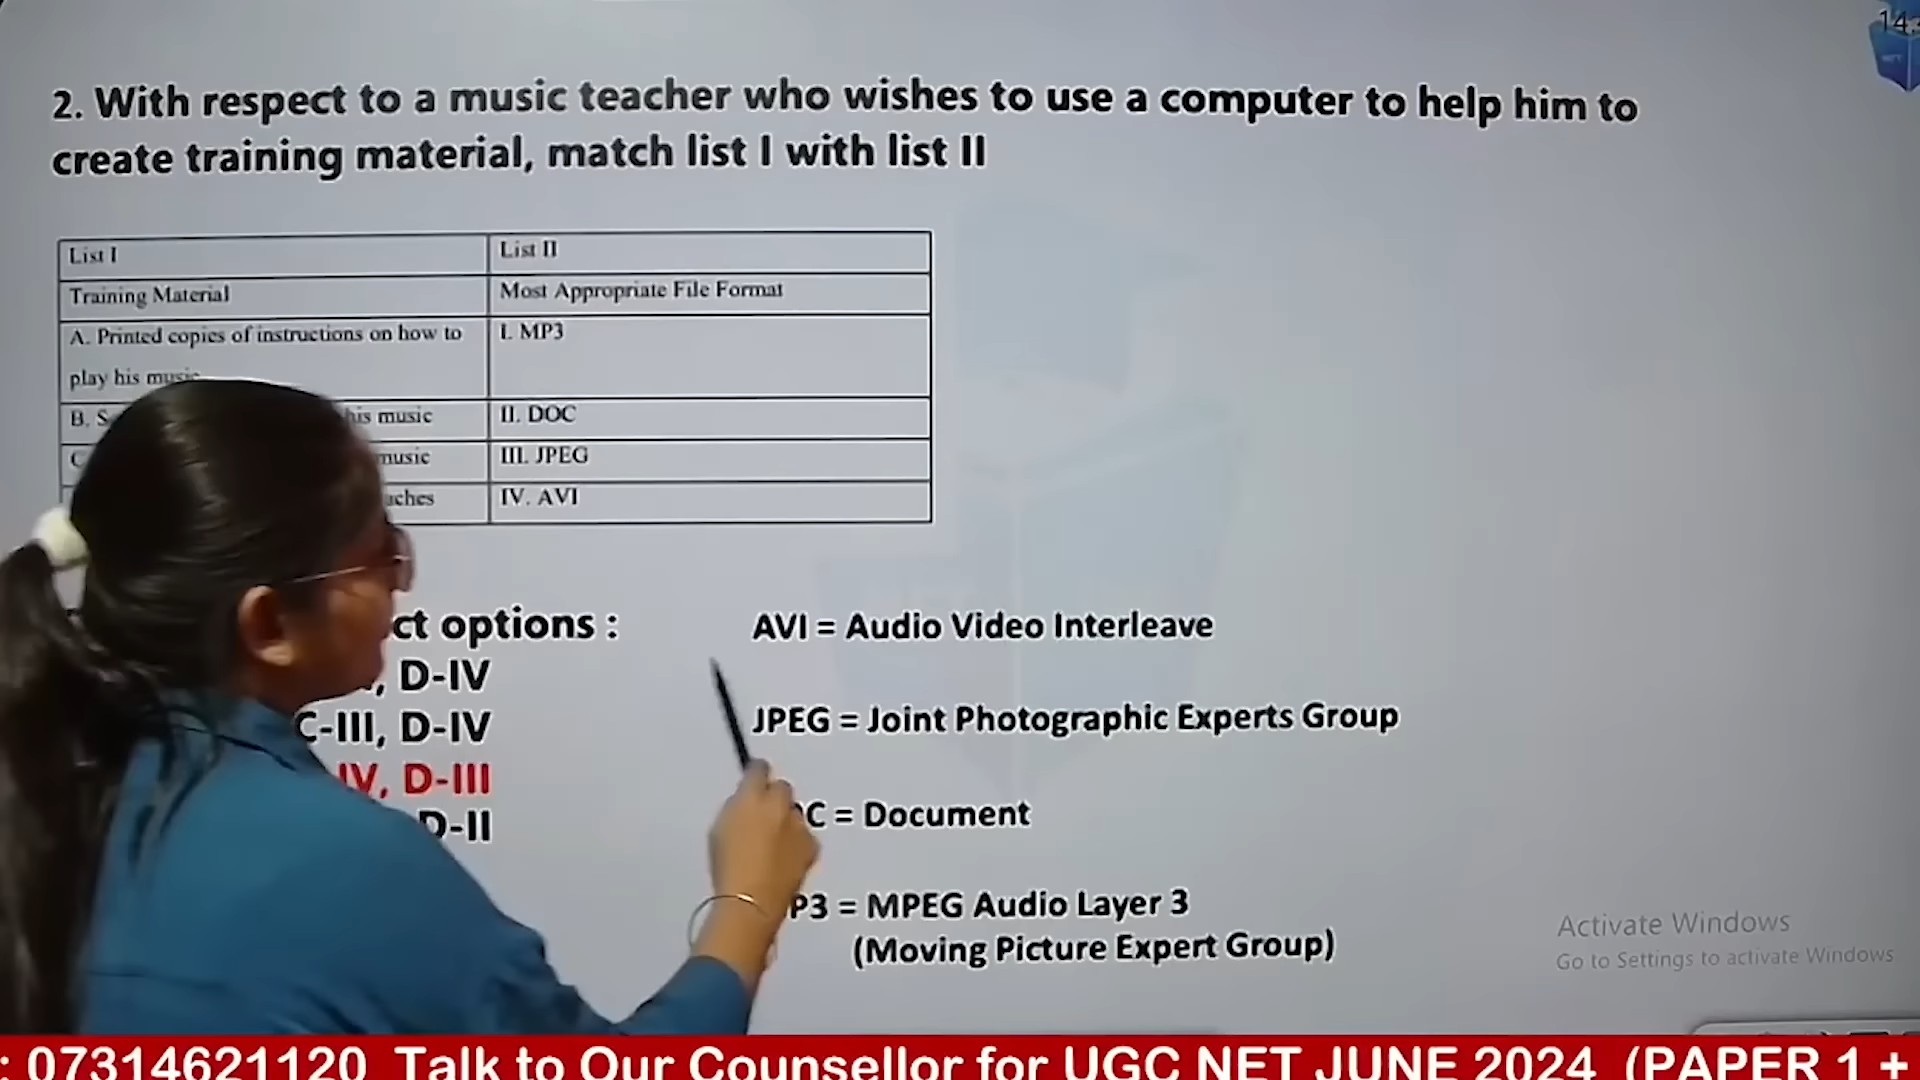 14:
2. With respect to a music teacher who wishes to use a computer to help him to
create training material, match list I with list II
List I
List II
Training Material
Most Appropriate File Format
A. Printed copies of instructions on how to
play his music
I. MP3
B. his music
II. DOC
C music
III. JPEG
IV. AVI
options :
AVI = Audio Video Interleave
, D-IV
C-III, D-IV
JPEG = Joint Photographic Experts Group
IV, D-III
D-II
= Document
P3 = MPEG Audio Layer 3
(Moving Picture Expert Group)
Activate Windows
Go to Settings to activate Windows
: 07314621120 Talk to Our Counsellor for UGC NET JUNE 2024 (PAPER 1 +